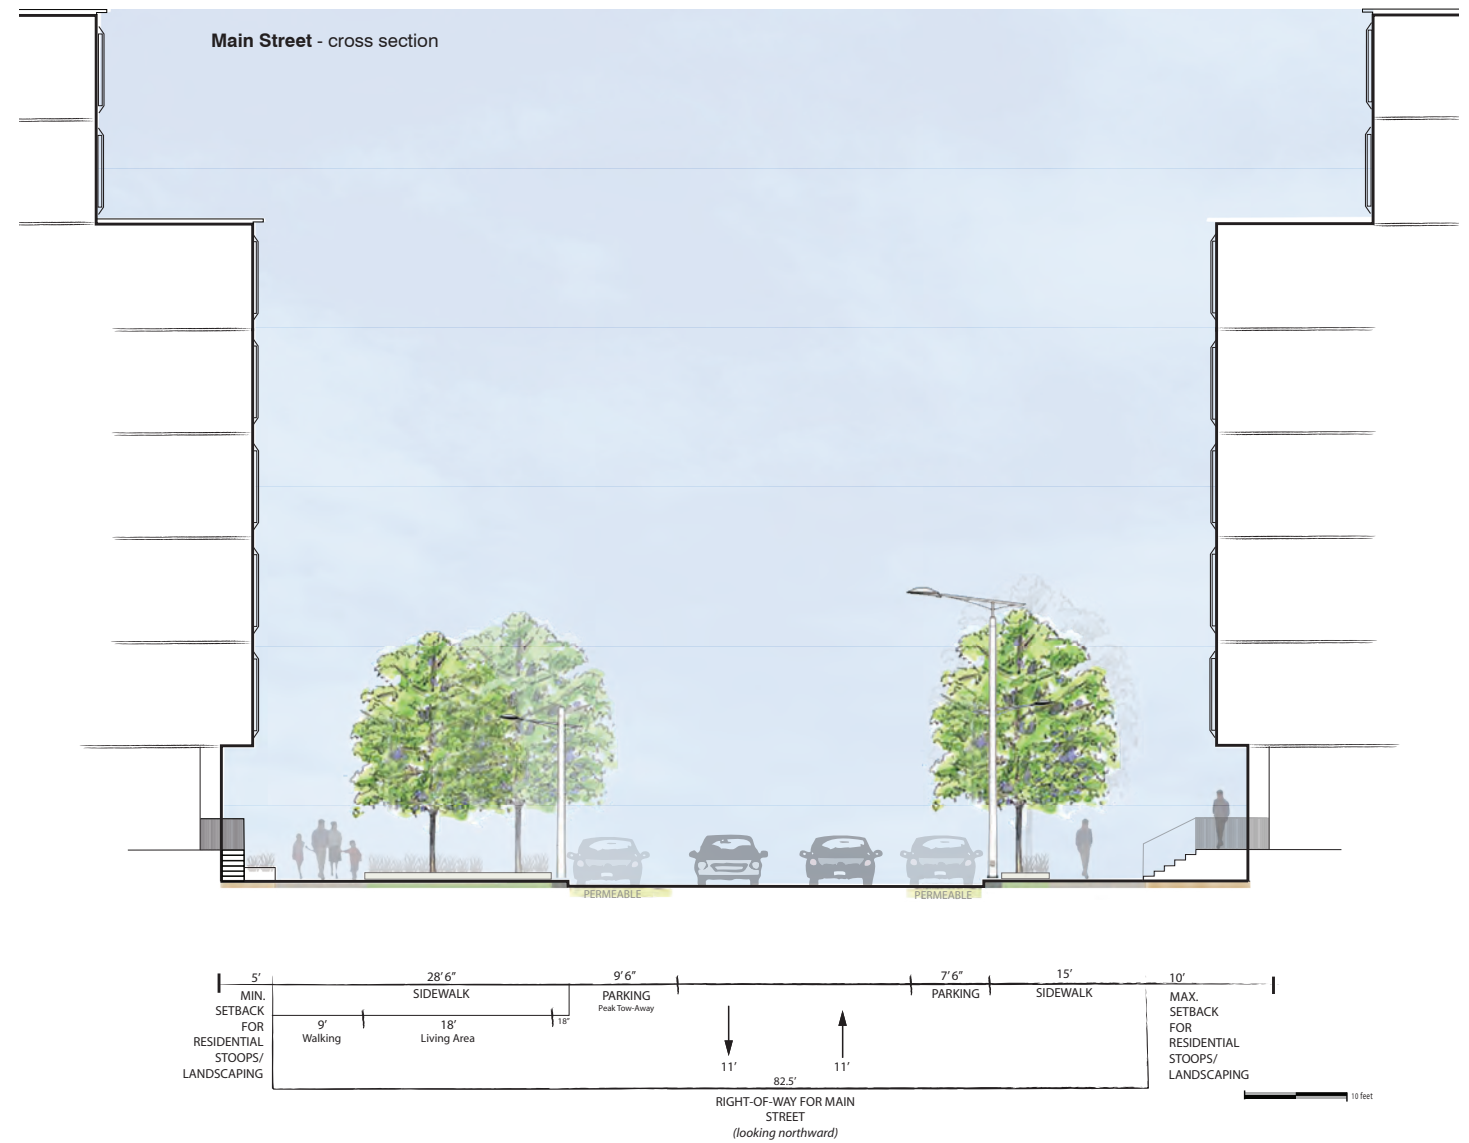 Main Street - cross section
PERMEABLE
PERMEABLE
5'
28'6"
9'6"
7'6"
15'
10'
MIN.
SETBACK
FOR
RESIDENTIAL
STOOPS/
LANDSCAPING
SIDEWALK
9'
Walking
18'
Living Area
18"
PARKING
Peak Tow-Away
11'
11'
PARKING
SIDEWALK
MAX.
SETBACK
FOR
RESIDENTIAL
STOOPS/
LANDSCAPING
82.5'
RIGHT-OF-WAY FOR MAIN
STREET
(looking northward)
10 feet